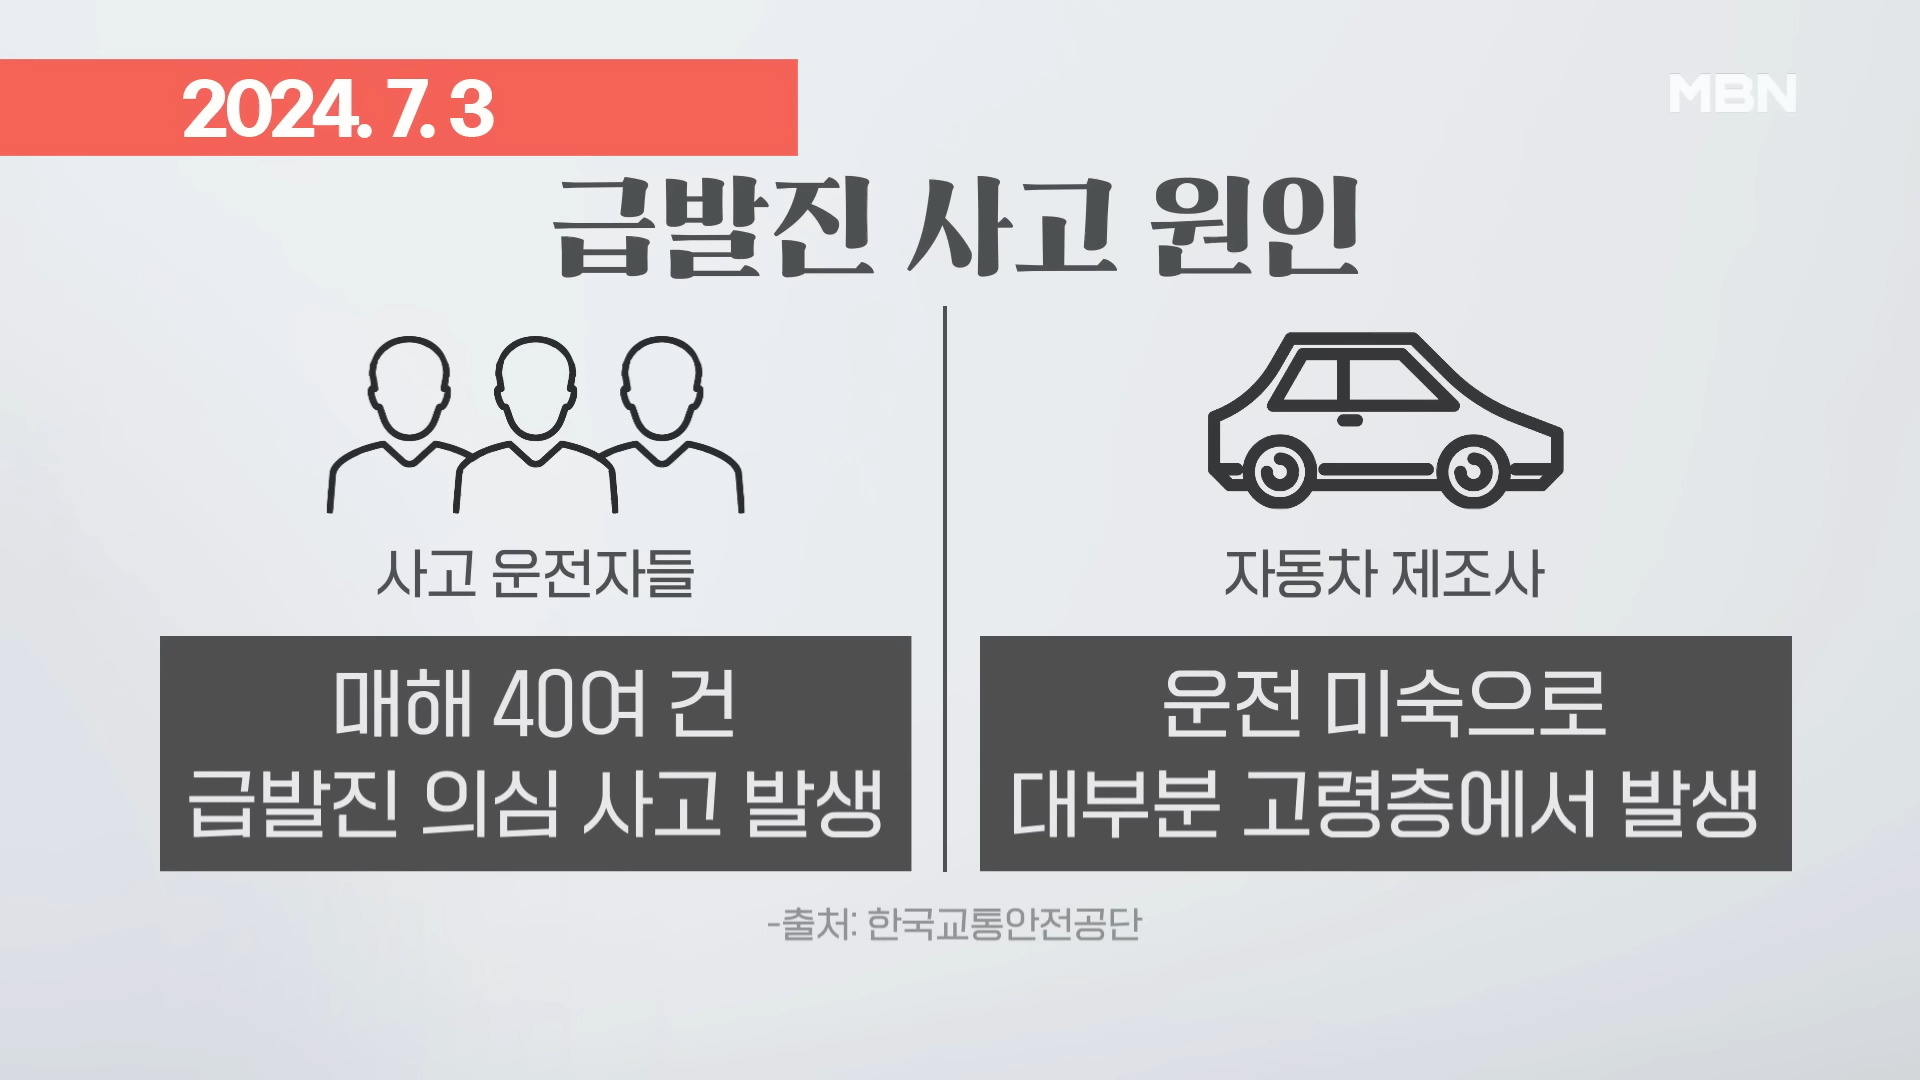 2024. 7. 3
MBN
급발진 사고 원인
사고 운전자들
매해 40여 건
급발진 의심 사고 발생
자동차 제조사
운전 미숙으로
대부분 고령층에서 발생
-출처: 한국교통안전공단